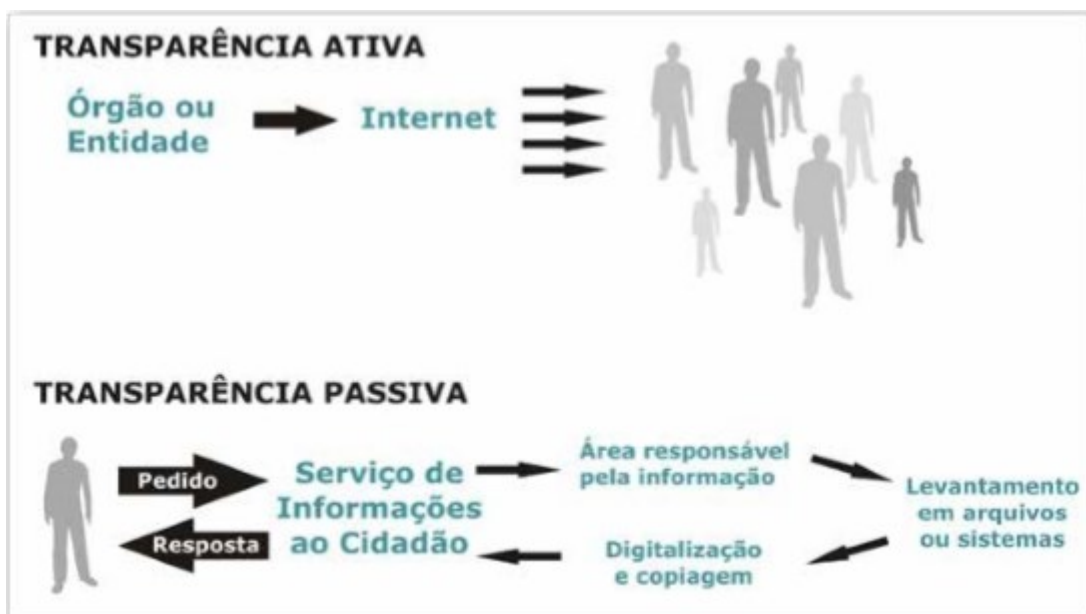 TRANSPARÊNCIA ATIVA
Órgão ou
Entidade
Internet
TRANSPARÊNCIA PASSIVA
Pedido
Resposta
Serviço de
Informações
ao Cidadão
Área responsável
pela informação
Levantamento
em arquivos
ou sistemas
Digitalização
e copiagem